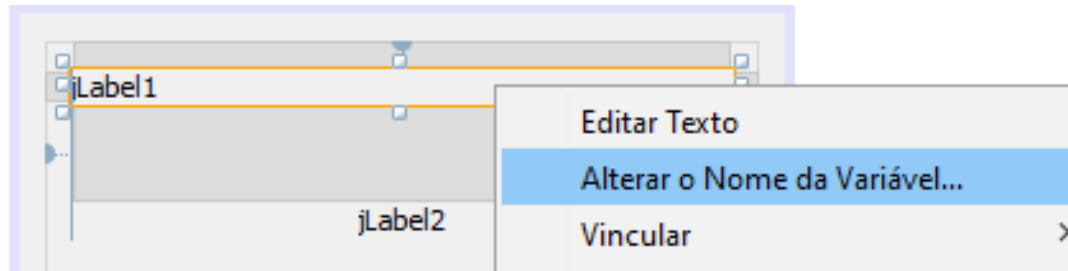 jLabel1
Editar Texto
Alterar o Nome da Variável...
jLabel2
Vincular